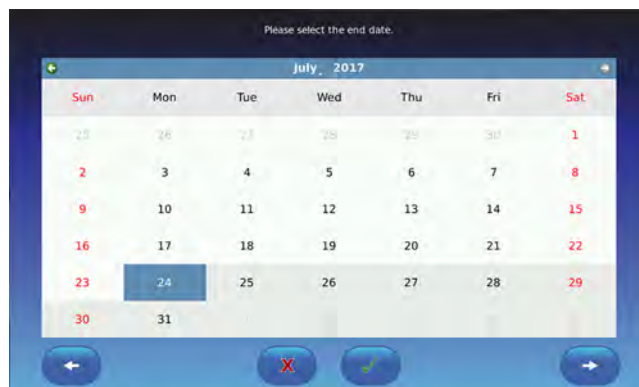 Please select the end date.
July, 2017
Sun Mon Tue Wed Thu Fri Sat
25 26 27 28 29 30 1
2 3 4 5 6 7 8
9 10 11 12 13 14 15
16 17 18 19 20 21 22
23 24 25 26 27 28 29
30 31
X